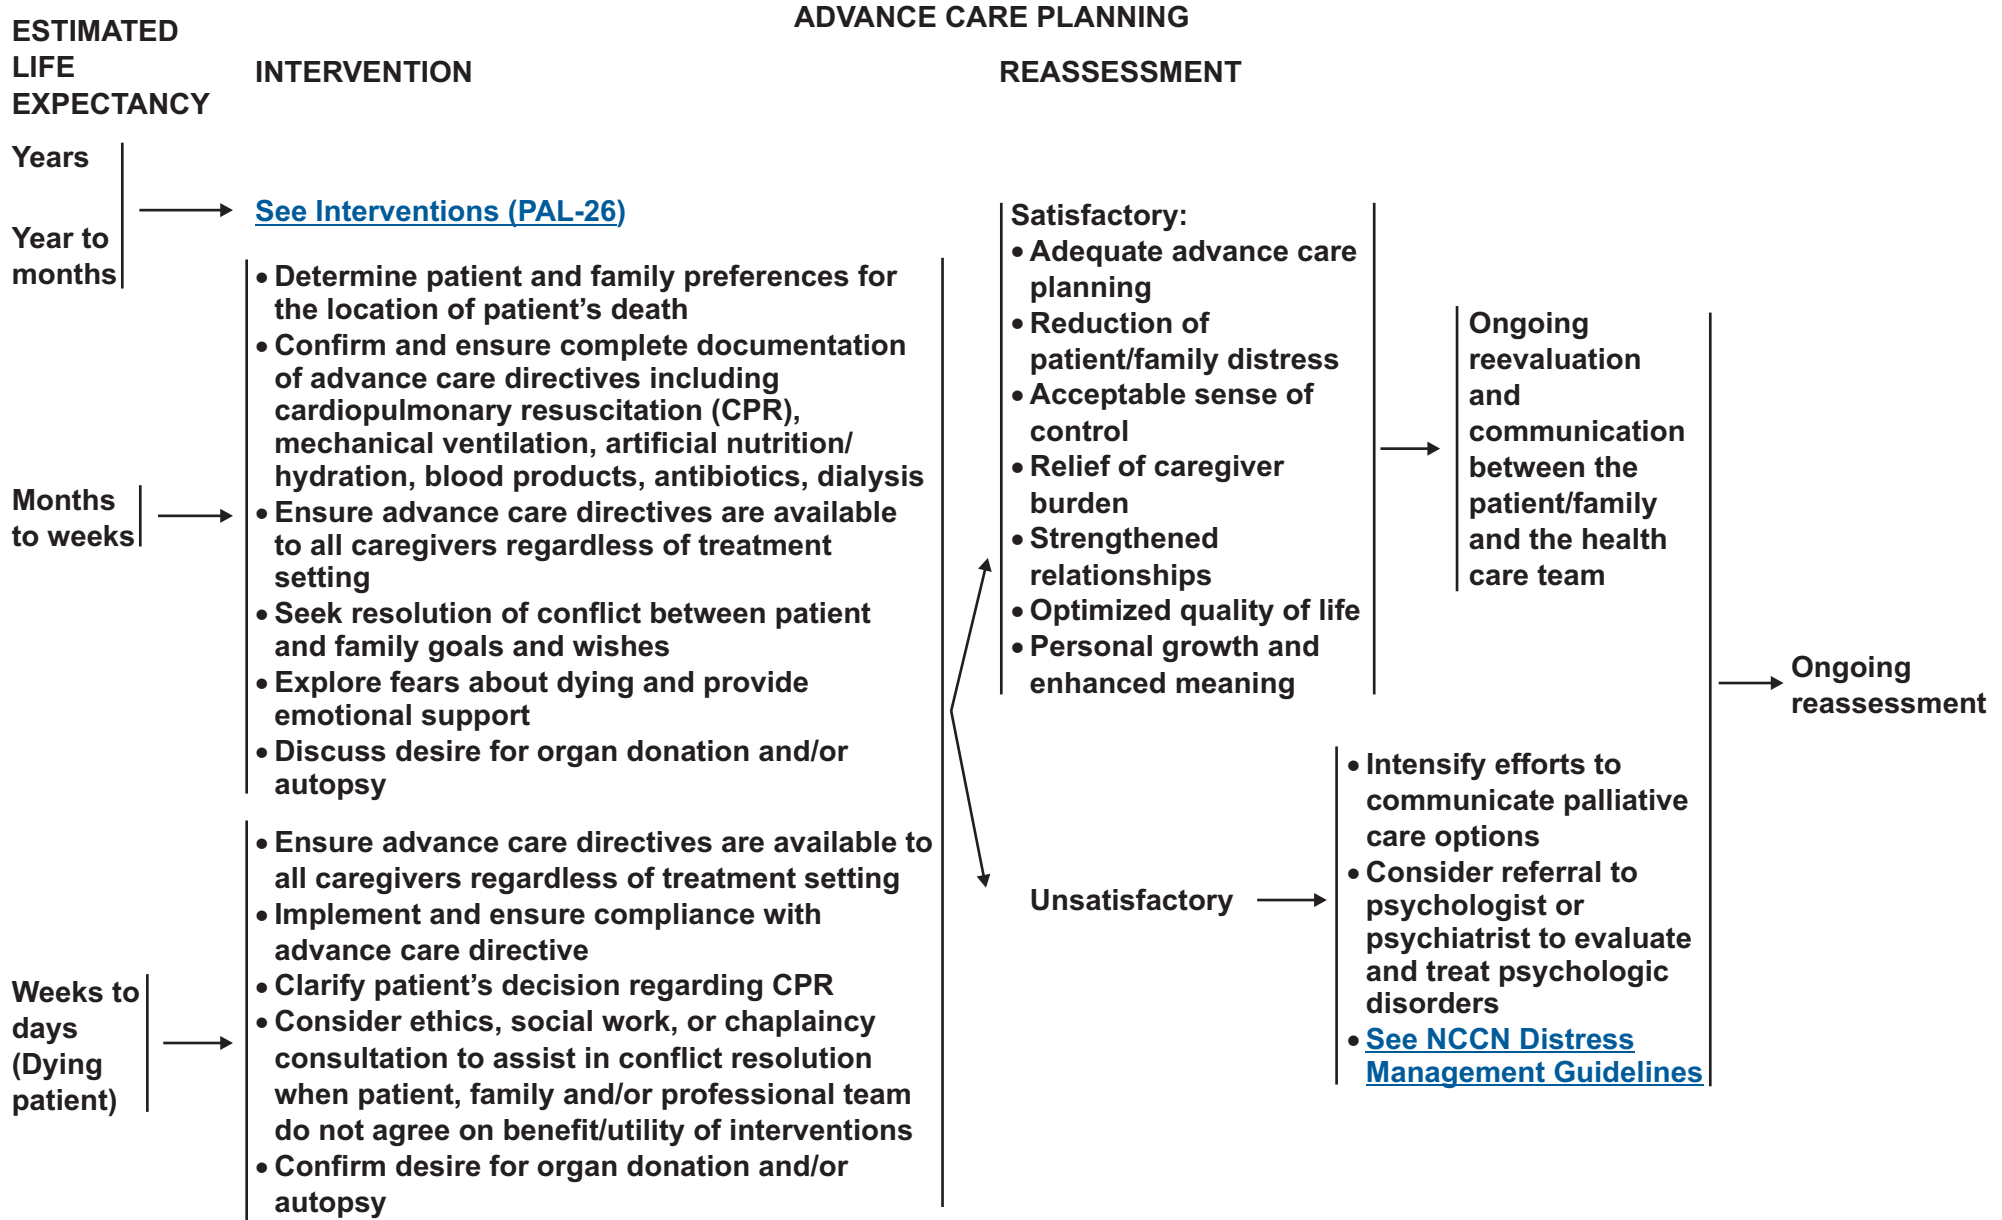 ADVANCE CARE PLANNING
ESTIMATED
LIFE
EXPECTANCY
INTERVENTION
REASSESSMENT
Years
Year to
months
See Interventions (PAL-26)
Months
to weeks
• Determine patient and family preferences for
the location of patient’s death
• Confirm and ensure complete documentation
of advance care directives including
cardiopulmonary resuscitation (CPR),
mechanical ventilation, artificial nutrition/
hydration, blood products, antibiotics, dialysis
• Ensure advance care directives are available
to all caregivers regardless of treatment
setting
• Seek resolution of conflict between patient
and family goals and wishes
• Explore fears about dying and provide
emotional support
• Discuss desire for organ donation and/or
autopsy
Weeks to
days
(Dying
patient)
• Ensure advance care directives are available to
all caregivers regardless of treatment setting
• Implement and ensure compliance with
advance care directive
• Clarify patient’s decision regarding CPR
• Consider ethics, social work, or chaplaincy
consultation to assist in conflict resolution
when patient, family and/or professional team
do not agree on benefit/utility of interventions
• Confirm desire for organ donation and/or
autopsy
Satisfactory:
• Adequate advance care
planning
• Reduction of
patient/family distress
• Acceptable sense of
control
• Relief of caregiver
burden
• Strengthened
relationships
• Optimized quality of life
• Personal growth and
enhanced meaning
Ongoing
reevaluation
and
communication
between the
patient/family
and the health
care team
Unsatisfactory
• Intensify efforts to
communicate palliative
care options
• Consider referral to
psychologist or
psychiatrist to evaluate
and treat psychologic
disorders
• See NCCN Distress
Management Guidelines
Ongoing
reassessment